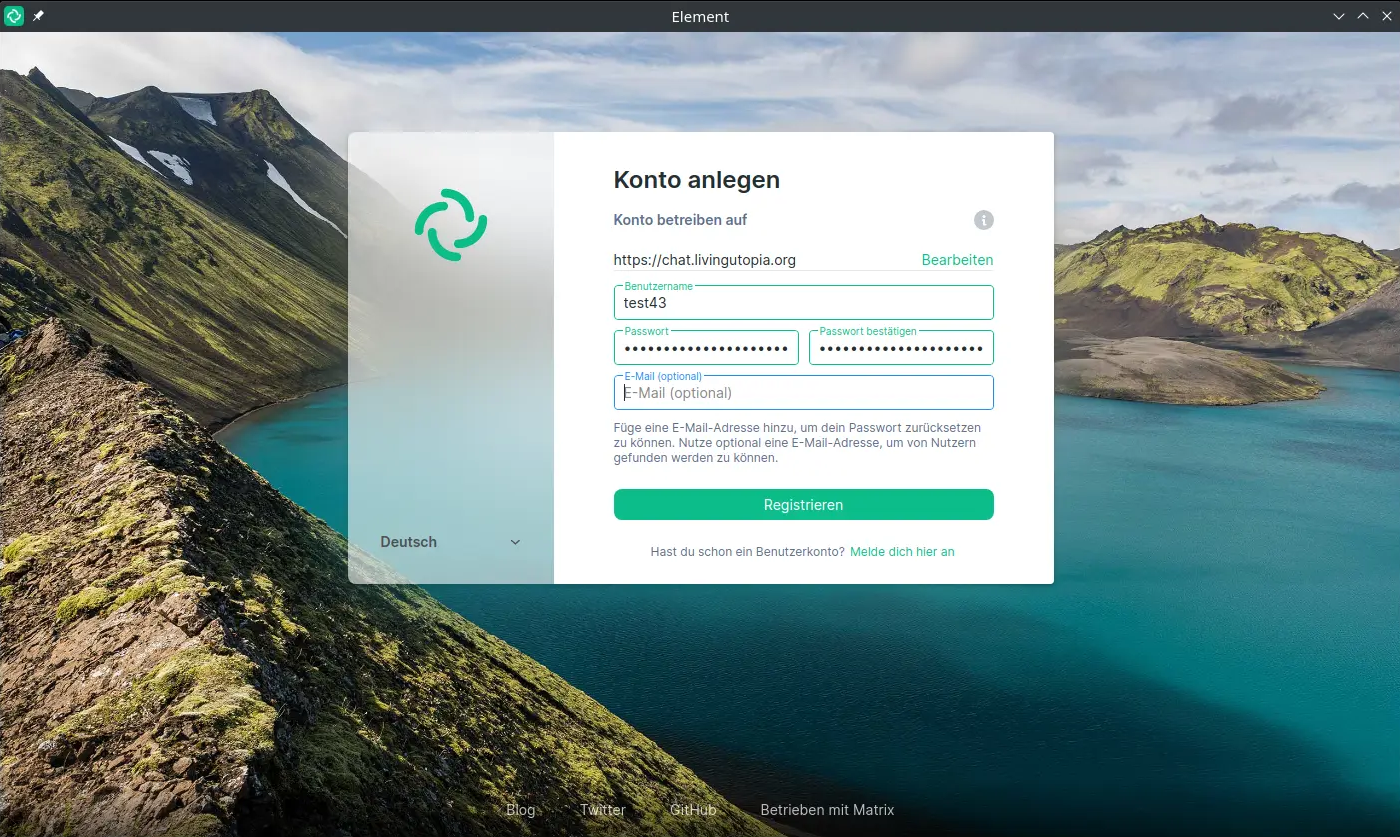 Element
Konto anlegen
Konto betreiben auf
https://chat.livingutopia.org
Bearbeiten
Benutzername
test43
Passwort
•••••••••••••••••••••
Passwort bestätigen
•••••••••••••••••••••
E-Mail (optional)
E-Mail (optional)
Füge eine E-Mail-Adresse hinzu, um dein Passwort zurücksetzen
zu können. Nutze optional eine E-Mail-Adresse, um von Nutzern
gefunden werden zu können.
Registrieren
Hast du schon ein Benutzerkonto? Melde dich hier an
Deutsch
Blog
Twitter
GitHub
Betrieben mit Matrix